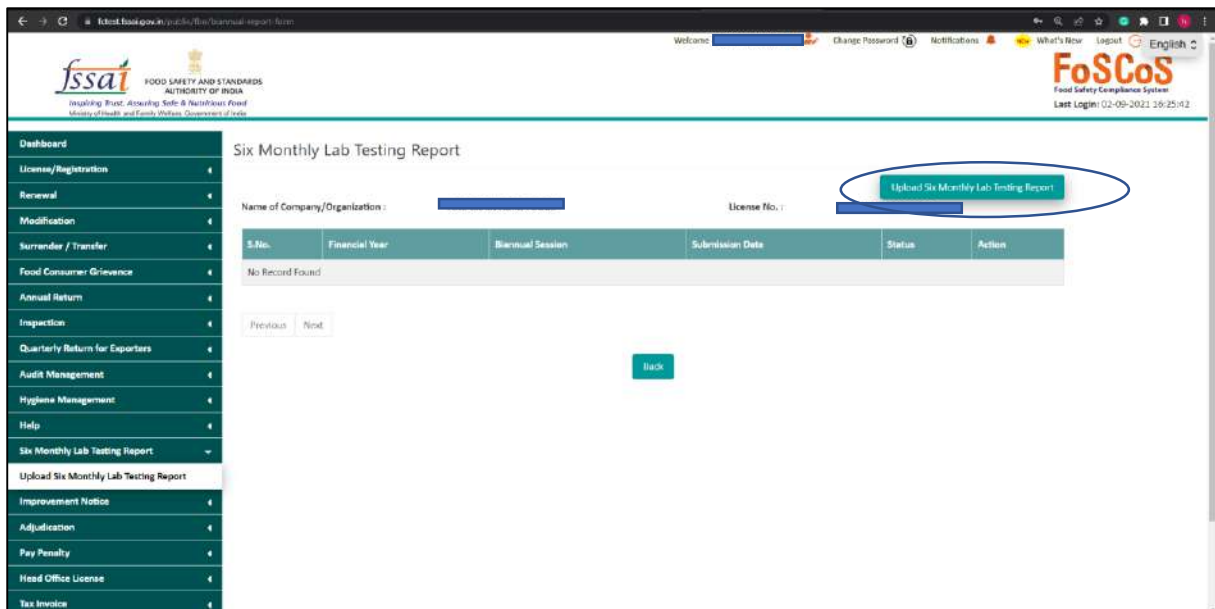 fctest.fssai.gov.in/public/fbo/biannual-report-form
Welcome Change Password Notifications What's New Logout English
fssai
FOOD SAFETY AND STANDARDS
AUTHORITY OF INDIA
Inspiring Trust, Assuring Safe & Nutritious Food
Ministry of Health and Family Welfare, Government of India
FoSCoS
Food Safety Compliance System
Last Login: 02-09-2021 16:25:42
Dashboard
License/Registration
Renewal
Modification
Surrender / Transfer
Food Consumer Grievance
Annual Return
Inspection
Quarterly Return for Exporters
Audit Management
Hygiene Management
Help
Six Monthly Lab Testing Report
Upload Six Monthly Lab Testing Report
Improvement Notice
Adjudication
Pay Penalty
Head Office License
Tax Invoice
Six Monthly Lab Testing Report
Upload Six Monthly Lab Testing Report
Name of Company/Organization : License No. :
S.No. Financial Year Biannual Session Submission Date Status Action
No Record Found
Previous Next
Back